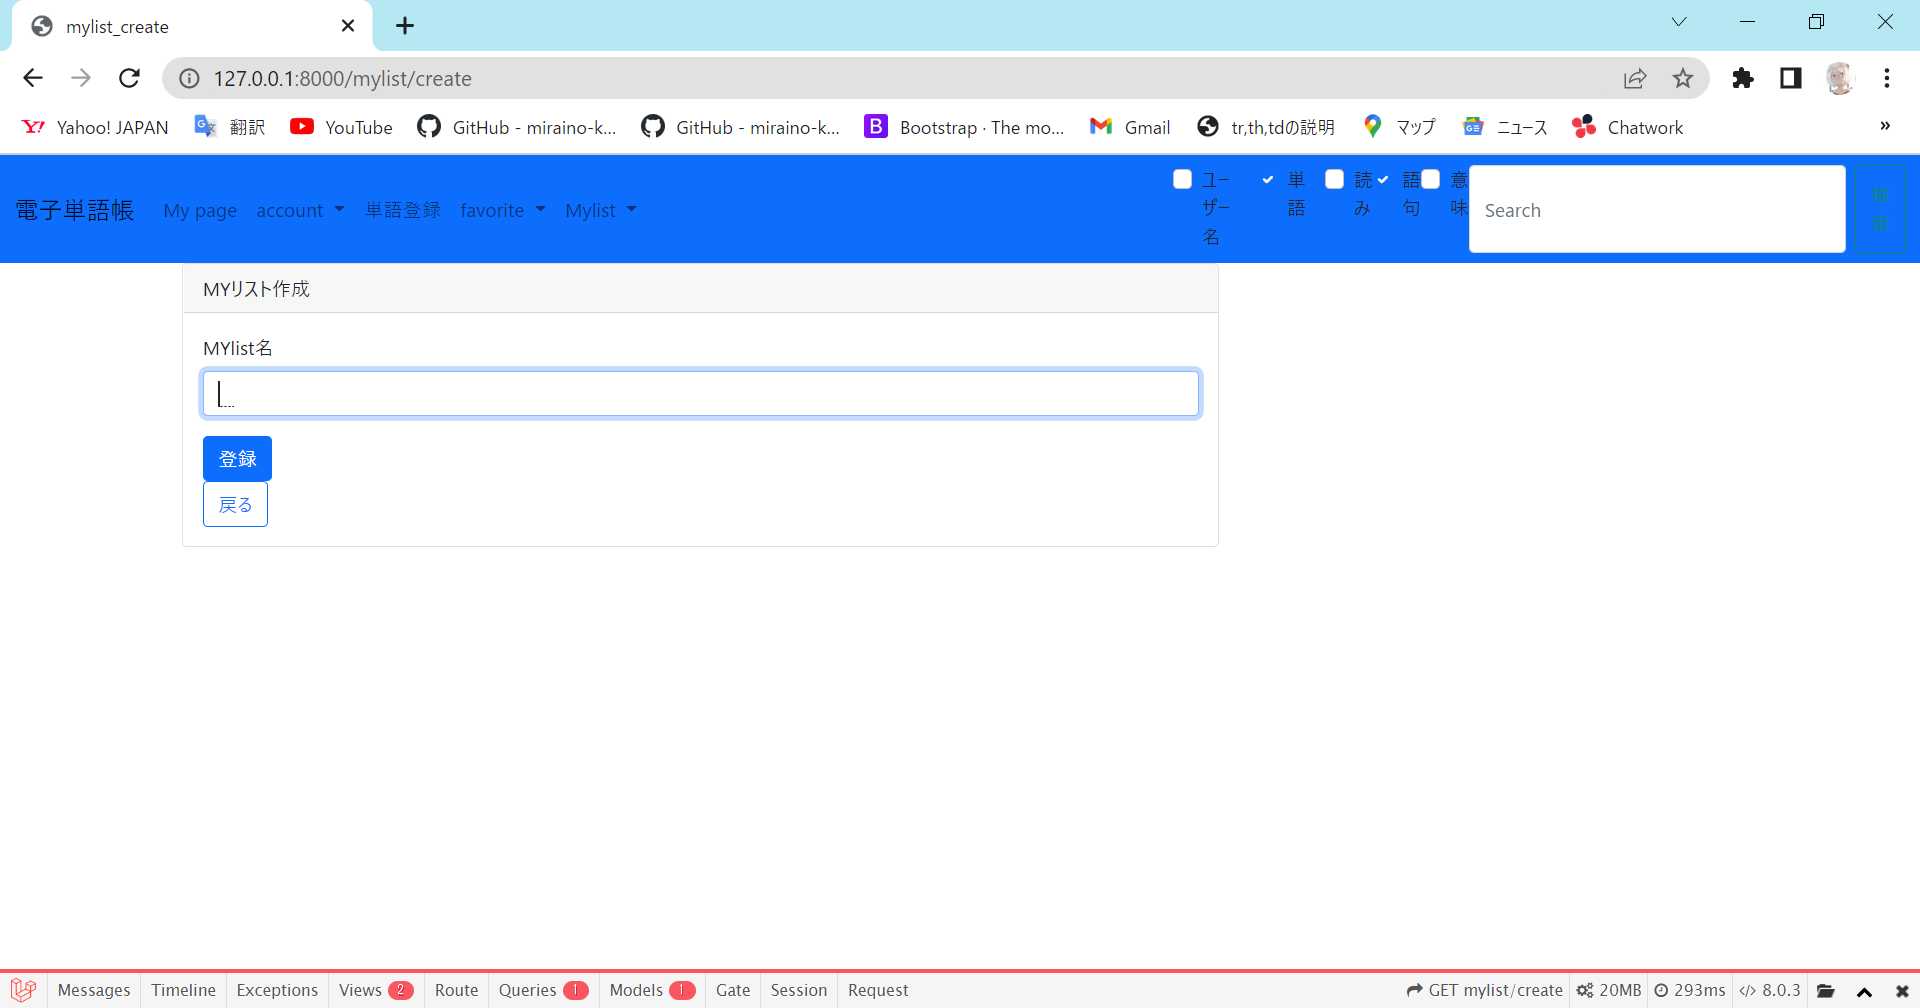 mylist_create
127.0.0.1:8000/mylist/create
Yahoo! JAPAN 翻訳 YouTube GitHub - miraino-k... GitHub - miraino-k... Bootstrap · The mo... Gmail tr,th,tdの説明 マップ ニュース Chatwork »
電子単語帳 My page account 単語登録 favorite Mylist ユーザー名 単語 読み 語句 意味 Search 検索
MYリスト作成
MYlist名
登録
戻る
Messages Timeline Exceptions Views 2 Route Queries 1 Models 1 Gate Session Request GET mylist/create 20MB 293ms 8.0.3